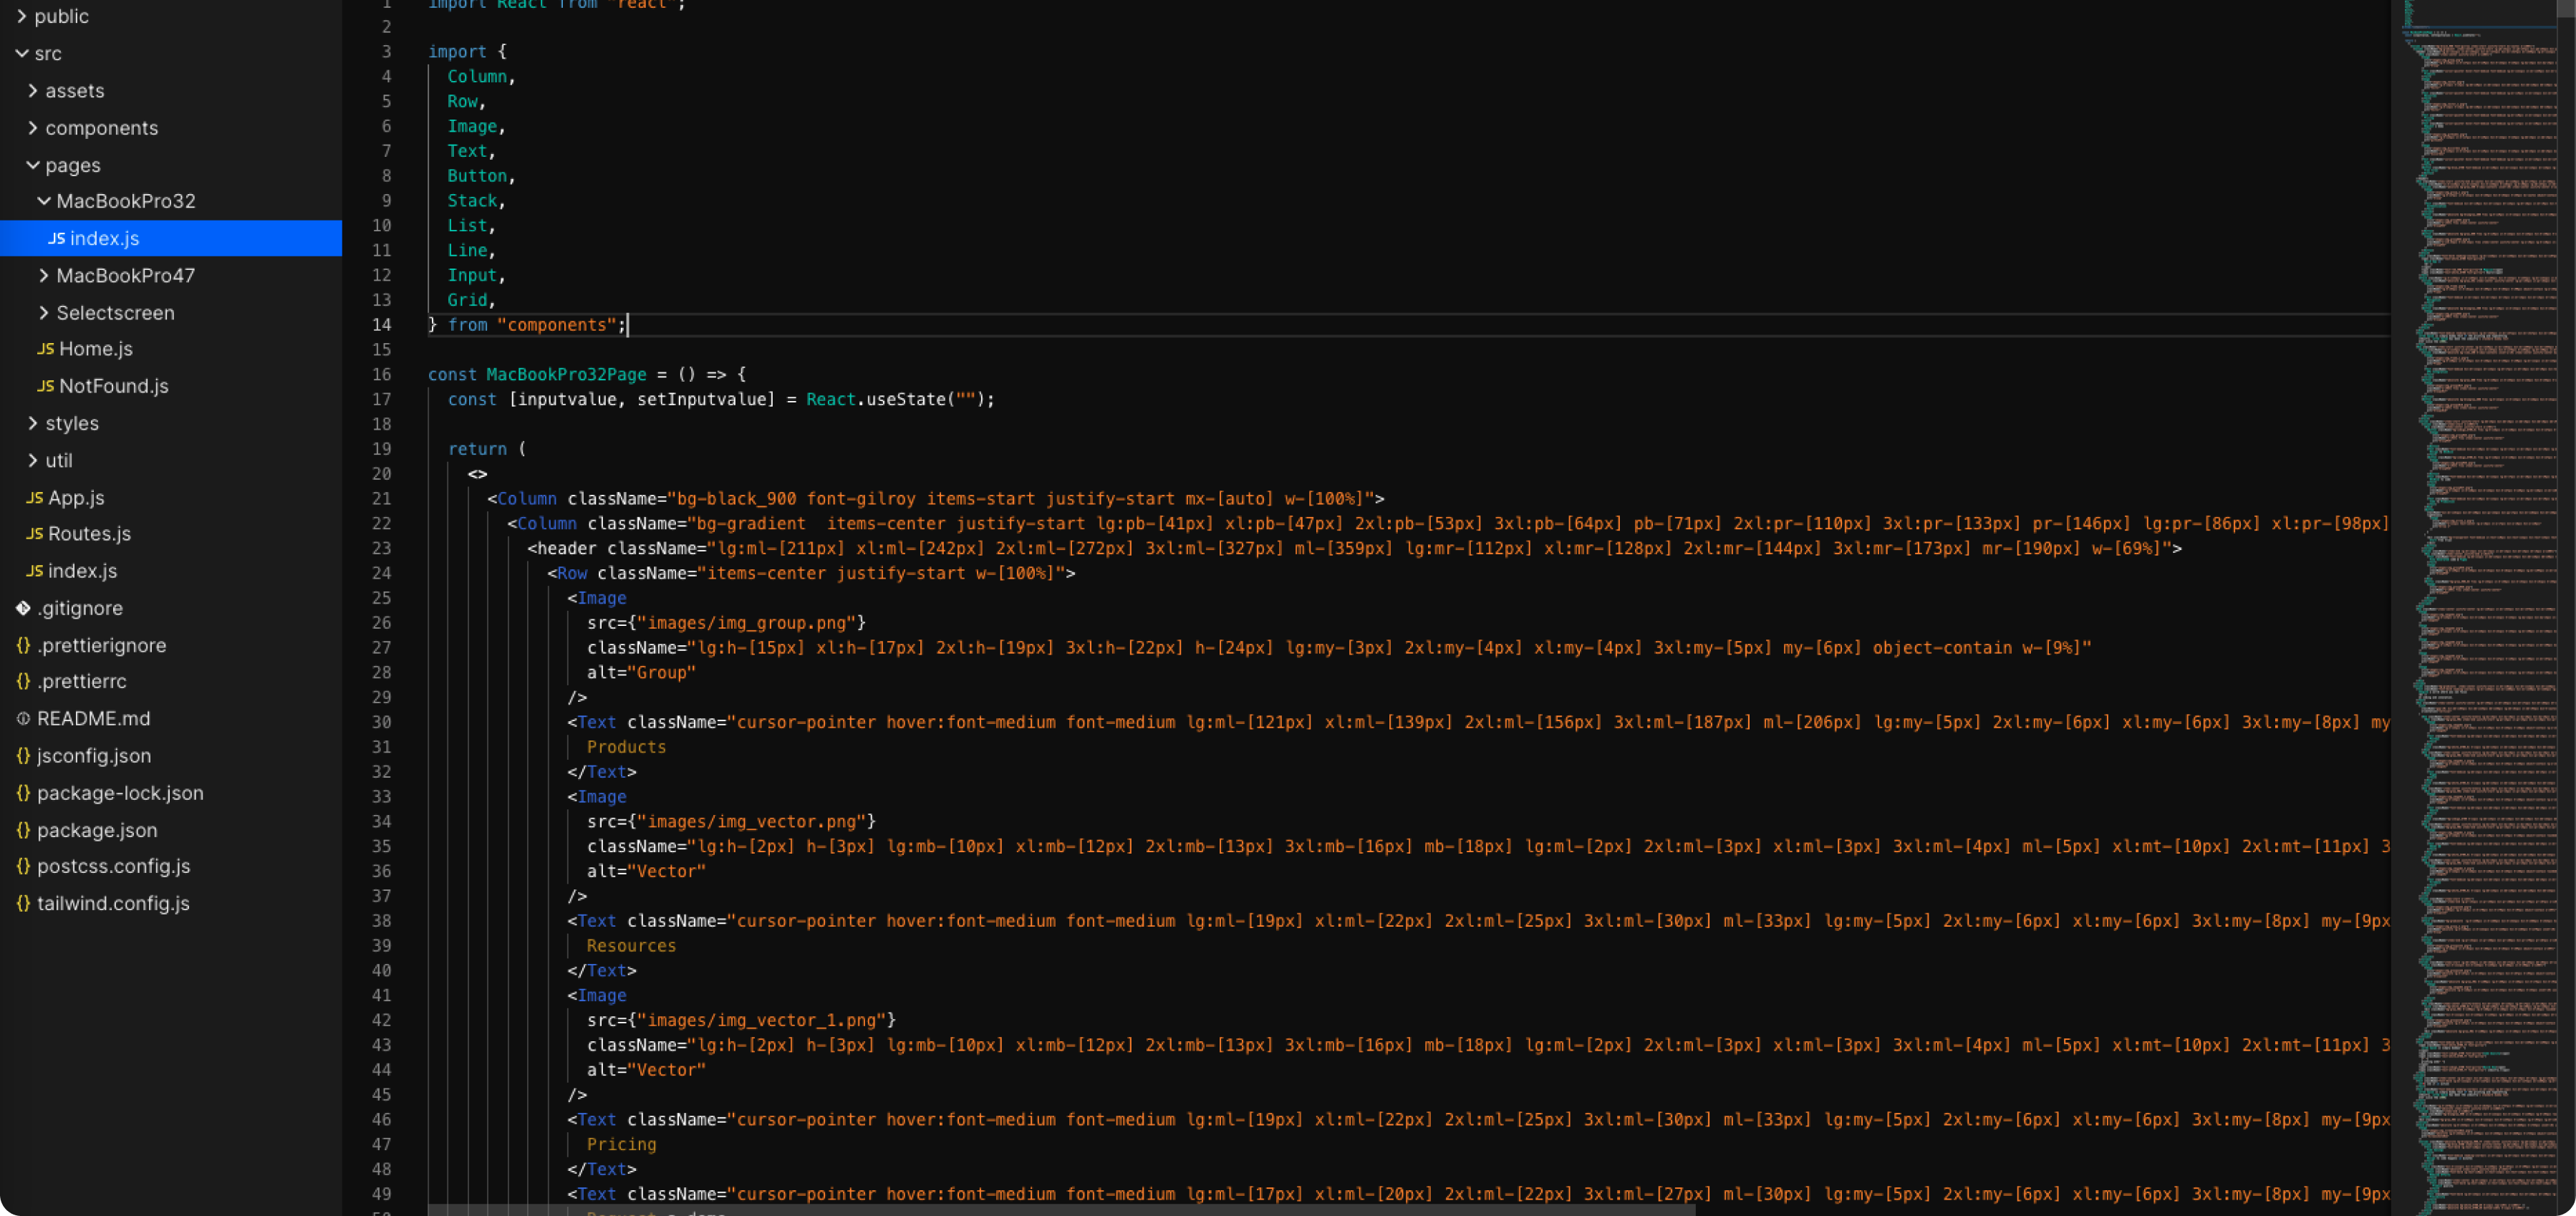 public
src
assets
components
pages
MacBookPro32
JS index.js
MacBookPro47
Selectscreen
JS Home.js
JS NotFound.js
styles
util
JS App.js
JS Routes.js
JS index.js
.gitignore
{} .prettierignore
{} .prettierrc
README.md
{} jsconfig.json
{} package-lock.json
{} package.json
{} postcss.config.js
{} tailwind.config.js
1 import React from "react";
2
3 import {
4 Column,
5 Row,
6 Image,
7 Text,
8 Button,
9 Stack,
10 List,
11 Line,
12 Input,
13 Grid,
14 } from "components";
15
16 const MacBookPro32Page = () => {
17 const [inputvalue, setInputvalue] = React.useState("");
18
19 return (
20 <>
21 <Column className="bg-black_900 font-gilroy items-start justify-start mx-[auto] w-[100%]">
22 <Column className="bg-gradient  items-center justify-start lg:pb-[41px] xl:pb-[47px] 2xl:pb-[53px] 3xl:pb-[64px] pb-[71px] 2xl:pr-[110px] 3xl:pr-[133px] pr-[146px] lg:pr-[86px] xl:pr-[98px]
23 <header className="lg:ml-[211px] xl:ml-[242px] 2xl:ml-[272px] 3xl:ml-[327px] ml-[359px] lg:mr-[112px] xl:mr-[128px] 2xl:mr-[144px] 3xl:mr-[173px] mr-[190px] w-[69%]">
24 <Row className="items-center justify-start w-[100%]">
25 <Image
26 src={"images/img_group.png"}
27 className="lg:h-[15px] xl:h-[17px] 2xl:h-[19px] 3xl:h-[22px] h-[24px] lg:my-[3px] 2xl:my-[4px] xl:my-[4px] 3xl:my-[5px] my-[6px] object-contain w-[9%]"
28 alt="Group"
29 />
30 <Text className="cursor-pointer hover:font-medium font-medium lg:ml-[121px] xl:ml-[139px] 2xl:ml-[156px] 3xl:ml-[187px] ml-[206px] lg:my-[5px] 2xl:my-[6px] xl:my-[6px] 3xl:my-[8px] my
31 Products
32 </Text>
33 <Image
34 src={"images/img_vector.png"}
35 className="lg:h-[2px] h-[3px] lg:mb-[10px] xl:mb-[12px] 2xl:mb-[13px] 3xl:mb-[16px] mb-[18px] lg:ml-[2px] 2xl:ml-[3px] xl:ml-[3px] 3xl:ml-[4px] ml-[5px] xl:mt-[10px] 2xl:mt-[11px] 3
36 alt="Vector"
37 />
38 <Text className="cursor-pointer hover:font-medium font-medium lg:ml-[19px] xl:ml-[22px] 2xl:ml-[25px] 3xl:ml-[30px] ml-[33px] lg:my-[5px] 2xl:my-[6px] xl:my-[6px] 3xl:my-[8px] my-[9px
39 Resources
40 </Text>
41 <Image
42 src={"images/img_vector_1.png"}
43 className="lg:h-[2px] h-[3px] lg:mb-[10px] xl:mb-[12px] 2xl:mb-[13px] 3xl:mb-[16px] mb-[18px] lg:ml-[2px] 2xl:ml-[3px] xl:ml-[3px] 3xl:ml-[4px] ml-[5px] xl:mt-[10px] 2xl:mt-[11px] 3
44 alt="Vector"
45 />
46 <Text className="cursor-pointer hover:font-medium font-medium lg:ml-[19px] xl:ml-[22px] 2xl:ml-[25px] 3xl:ml-[30px] ml-[33px] lg:my-[5px] 2xl:my-[6px] xl:my-[6px] 3xl:my-[8px] my-[9px
47 Pricing
48 </Text>
49 <Text className="cursor-pointer hover:font-medium font-medium lg:ml-[17px] xl:ml-[20px] 2xl:ml-[22px] 3xl:ml-[27px] ml-[30px] lg:my-[5px] 2xl:my-[6px] xl:my-[6px] 3xl:my-[8px] my-[9px